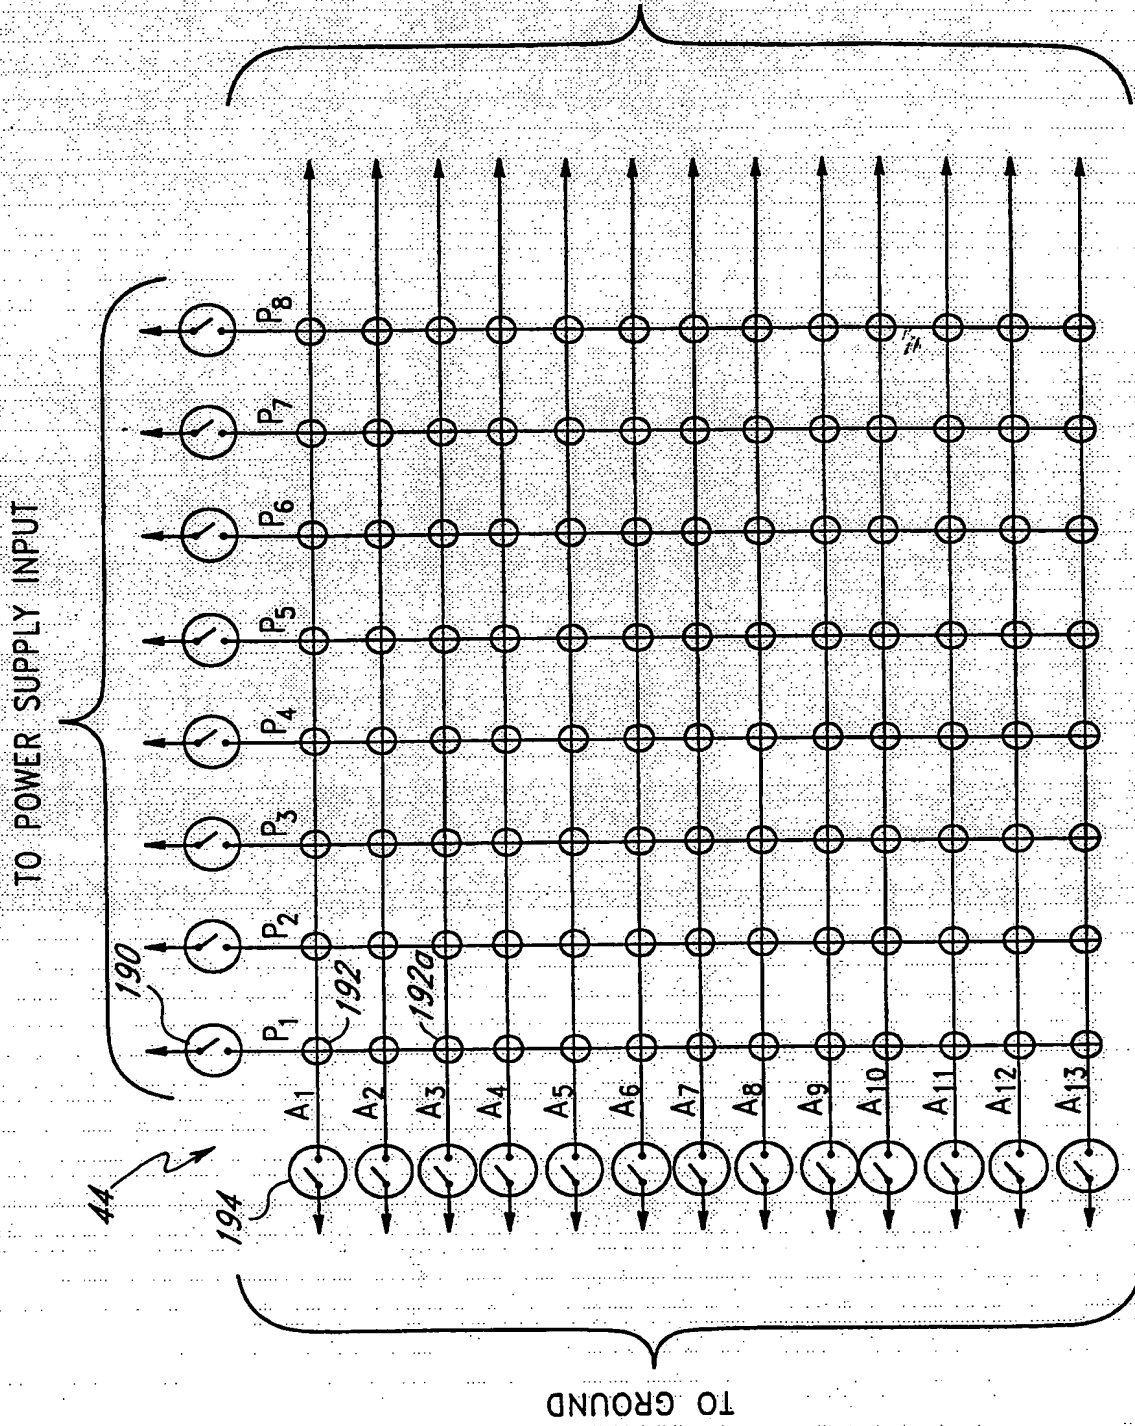 TO POWER SUPPLY INPUT
190
P1
P2
P3
P4
P5
P6
P7
P8
44
194
192
192a
A1
A2
A3
A4
A5
A6
A7
A8
A9
A10
A11
A12
A13
TO GROUND